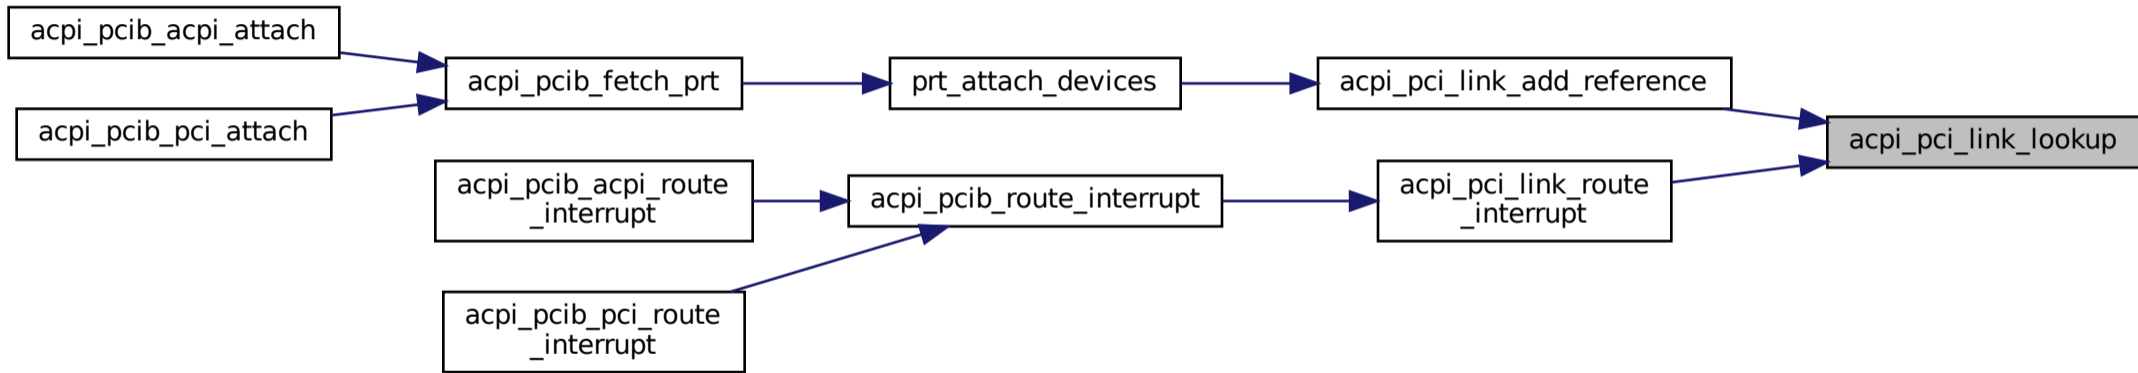 acpi_pcib_acpi_attach
acpi_pcib_pci_attach
acpi_pcib_fetch_prt
prt_attach_devices
acpi_pci_link_add_reference
acpi_pci_link_lookup
acpi_pcib_acpi_route
_interrupt
acpi_pcib_route_interrupt
acpi_pci_link_route
_interrupt
acpi_pcib_pci_route
_interrupt